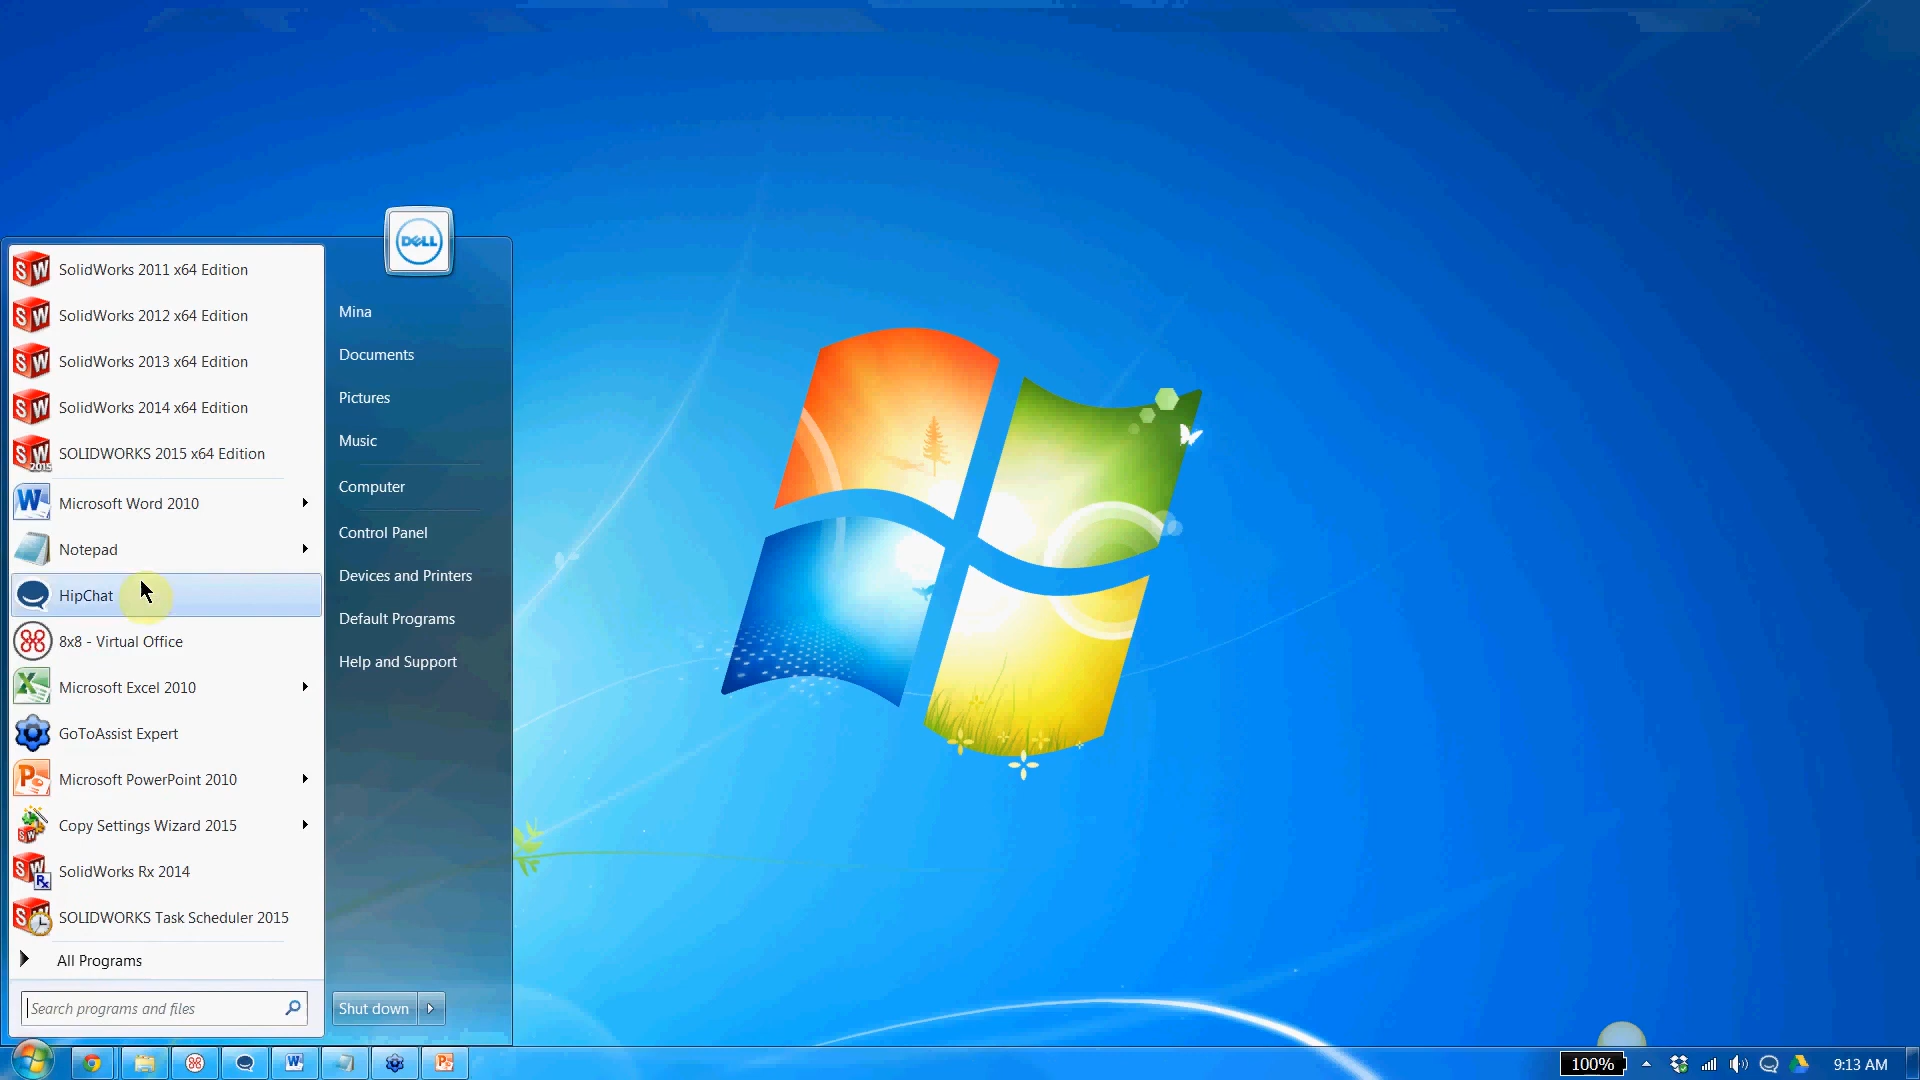 DELL
SolidWorks 2011 x64 Edition
SolidWorks 2012 x64 Edition
SolidWorks 2013 x64 Edition
SolidWorks 2014 x64 Edition
SOLIDWORKS 2015 x64 Edition
Microsoft Word 2010
Notepad
HipChat
8x8 - Virtual Office
Microsoft Excel 2010
GoToAssist Expert
Microsoft PowerPoint 2010
Copy Settings Wizard 2015
SolidWorks Rx 2014
SOLIDWORKS Task Scheduler 2015
All Programs
Search programs and files
Mina
Documents
Pictures
Music
Computer
Control Panel
Devices and Printers
Default Programs
Help and Support
Shut down
100%
9:13 AM